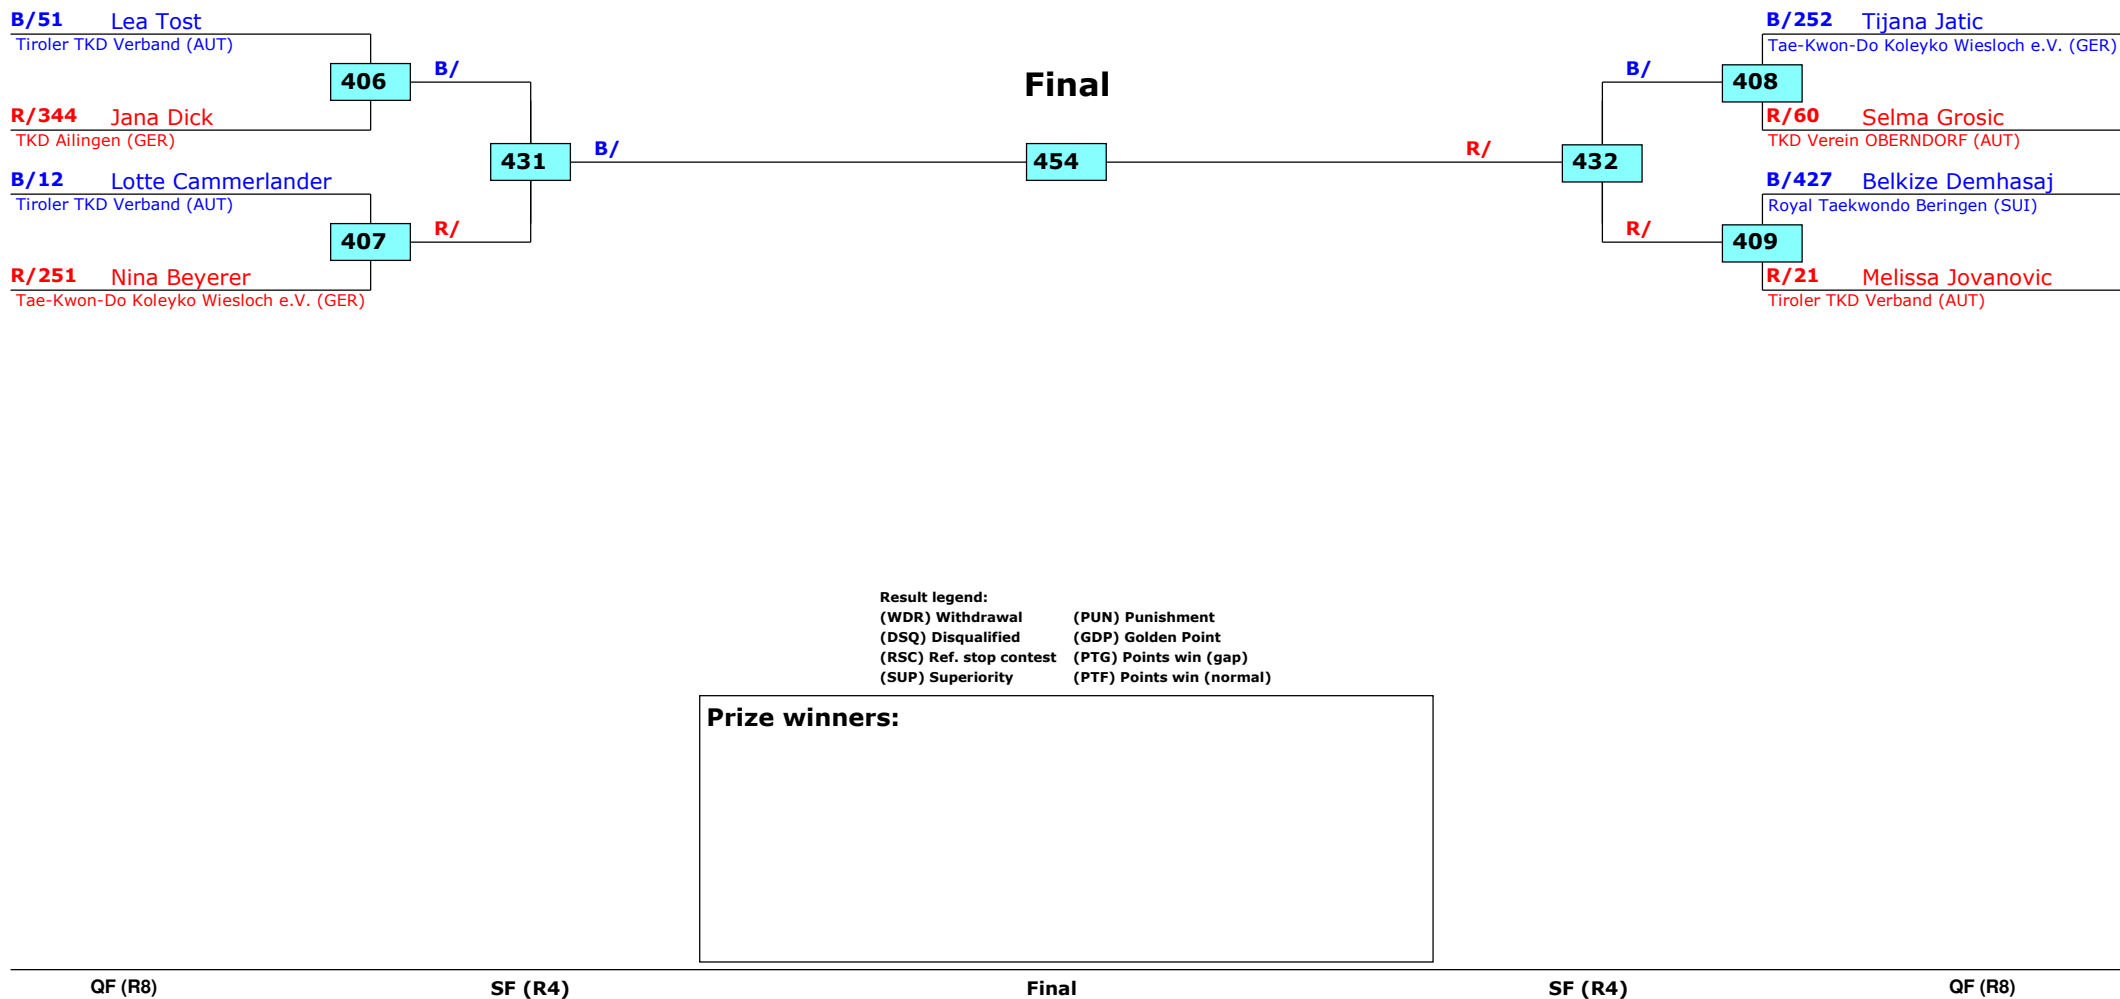 B/51 Lea Tost
Tiroler TKD Verband (AUT)
406
B/
R/344 Jana Dick
TKD Ailingen (GER)
431
B/
B/12 Lotte Cammerlander
Tiroler TKD Verband (AUT)
407
R/
R/251 Nina Beyerer
Tae-Kwon-Do Koleyko Wiesloch e.V. (GER)
Final
454
B/252 Tijana Jatic
Tae-Kwon-Do Koleyko Wiesloch e.V. (GER)
B/
408
R/60 Selma Grosic
TKD Verein OBERNDORF (AUT)
R/
432
B/427 Belkize Demhasaj
Royal Taekwondo Beringen (SUI)
R/
409
R/21 Melissa Jovanovic
Tiroler TKD Verband (AUT)
Result legend:
(WDR) Withdrawal (PUN) Punishment
(DSQ) Disqualified (GDP) Golden Point
(RSC) Ref. stop contest (PTG) Points win (gap)
(SUP) Superiority (PTF) Points win (normal)
Prize winners:
QF (R8) SF (R4) Final SF (R4) QF (R8)